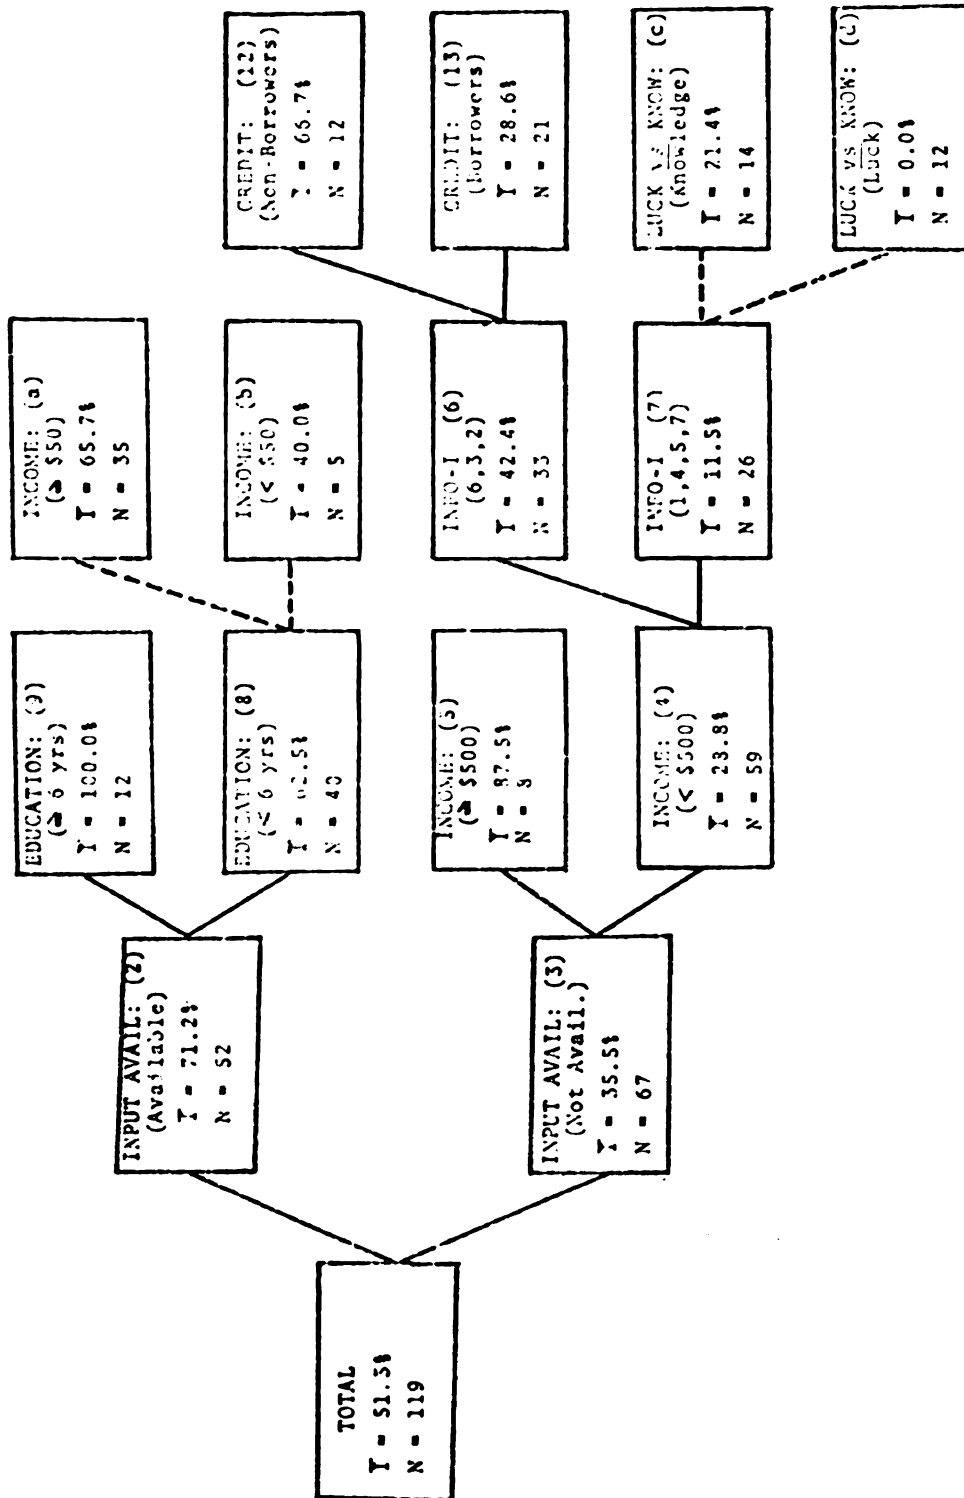 TOTAL
Y = 51.3%
N = 119
INPUT AVAIL: (2)
(Available)
Y = 71.2%
N = 52
INPUT AVAIL: (3)
(Not Avail.)
Y = 35.5%
N = 67
EDUCATION: (9)
(≥ 6 yrs)
Y = 100.0%
N = 12
EDUCATION: (8)
(< 6 yrs)
Y = 62.5%
N = 40
INCOME: (5)
(≥ $500)
Y = 87.5%
N = 8
INCOME: (4)
(< $500)
Y = 23.8%
N = 59
INCOME: (a)
(≥ $50)
Y = 65.7%
N = 35
INCOME: (b)
(< $50)
Y = 40.0%
N = 5
INFO-I (6)
(6,3,2)
Y = 42.4%
N = 33
INFO-I (7)
(1,4,5,7)
Y = 11.5%
N = 26
CREDIT: (12)
(Non-Borrowers)
Y = 66.7%
N = 12
CREDIT: (13)
(Borrowers)
Y = 28.6%
N = 21
LUCK vs KNOW: (c)
(Knowledge)
Y = 21.4%
N = 14
LUCK vs KNOW: (d)
(Luck)
Y = 0.0%
N = 12